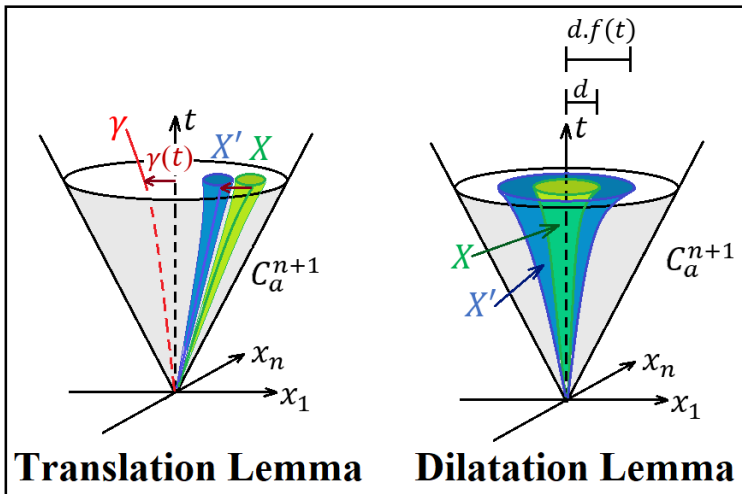 γ
t
γ(t)
X'
X
C_a^{n+1}
x_n
x_1
Translation Lemma
d.f(t)
d
t
X
X'
C_a^{n+1}
x_n
x_1
Dilatation Lemma